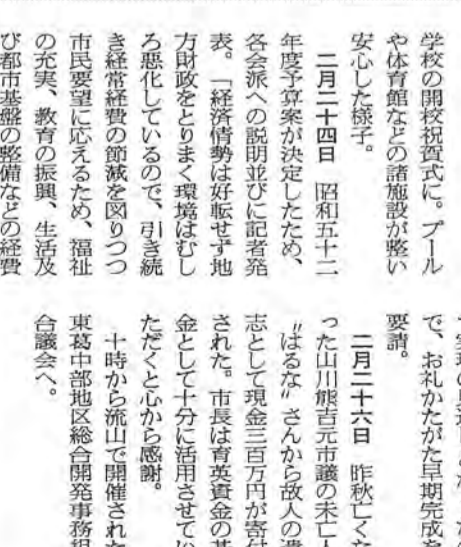 学校の開校祝賀式に。プール
や体育館などの諸施設が整い
安心した様子。
二月二十四日　昭和五十二
年度予算案が決定したため、
各会派への説明並びに記者発
表。「経済情勢は好転せず地
方財政をとりまく環境はむし
ろ悪化しているので、引き続
き経常経費の節減を図りつつ
市民要望に応えるため、福祉
の充実、教育の振興、生活及
び都市基盤の整備などの経費
で、お礼かたがた早期完成を
要請。
二月二十六日　昨秋亡くな
った山川熊吉元市議の未亡人
〃はるな〃さんから故人の遺
志として現金三百万円が寄付
された。市長は育英資金の基
金として十分に活用させてい
ただくと心から感謝。
十時から流山で開催された
東葛中部地区総合開発事務組
合議会へ。